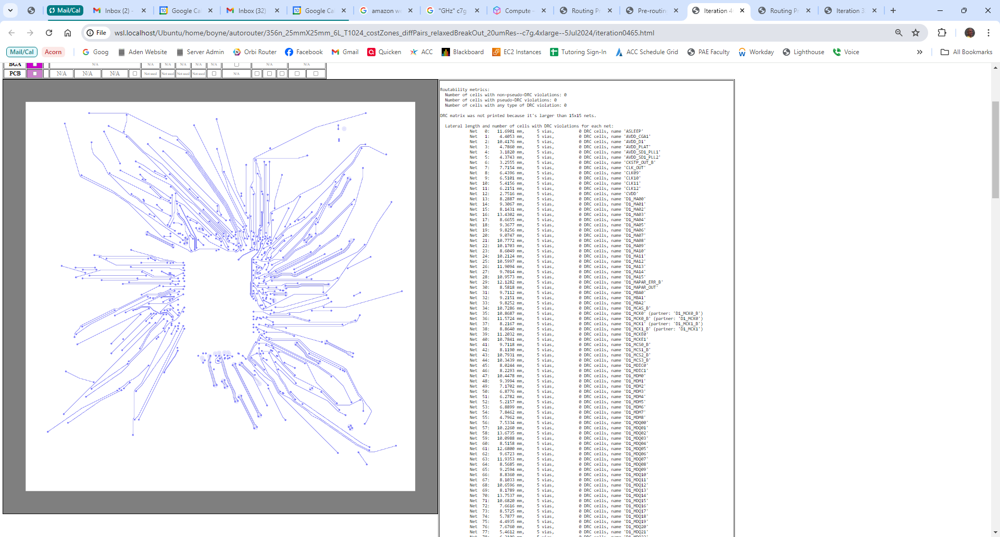 Mail/Cal
Inbox (2) -
Google Ca
Inbox (32)
Google Ca
amazon we
"GHz" c7g
Compute -
Routing P
Pre-routin
Iteration 4
Routing P
Iteration 3
File
wsl.localhost/Ubuntu/home/boyne/autorouter/356n_25mmX25mm_6L_T1024_costZones_diffPairs_relaxedBreakOut_20umRes--c7g.4xlarge--5Jul2024/iteration0465.html
Mail/Cal Acorn Goog Aden Website Server Admin Orbi Router Facebook Gmail Quicken ACC Blackboard EC2 Instances Tutoring Sign-In ACC Schedule Grid PAE Faculty Workday Lighthouse Voice » All Bookmarks
BGA N/A N/A N/A N/A N/A N/A N/A N/A
PCB N/A N/A N/A Not used Not used Not used Not used N/A
Routability metrics:
Number of cells with non-pseudo-DRC violations: 0
Number of cells with pseudo-DRC violations: 0
Number of cells with any type of DRC violation: 0
DRC matrix was not printed because it's larger than 15x15 nets.
Lateral length and number of cells with DRC violations for each net:
Net 0: 11.6901 mm, 5 vias, 0 DRC cells, name 'ASLEEP'
Net 1: 4.4053 mm, 5 vias, 0 DRC cells, name 'AVDD_CGA1'
Net 2: 10.4176 mm, 5 vias, 0 DRC cells, name 'AVDD_D1'
Net 3: 4.7860 mm, 5 vias, 0 DRC cells, name 'AVDD_PLAT'
Net 4: 3.1820 mm, 5 vias, 0 DRC cells, name 'AVDD_SD1_PLL1'
Net 5: 4.3743 mm, 5 vias, 0 DRC cells, name 'AVDD_SD1_PLL2'
Net 6: 3.2555 mm, 5 vias, 0 DRC cells, name 'CKSTP_OUT_B'
Net 7: 7.7154 mm, 5 vias, 0 DRC cells, name 'CLK_OUT'
Net 8: 6.4396 mm, 5 vias, 0 DRC cells, name 'CLK09'
Net 9: 6.5101 mm, 5 vias, 0 DRC cells, name 'CLK10'
Net 10: 5.4156 mm, 5 vias, 0 DRC cells, name 'CLK11'
Net 11: 6.2151 mm, 5 vias, 0 DRC cells, name 'CLK12'
Net 12: 2.7516 mm, 5 vias, 0 DRC cells, name 'CVDD'
Net 13: 8.2887 mm, 5 vias, 0 DRC cells, name 'D1_MA00'
Net 14: 9.3067 mm, 5 vias, 0 DRC cells, name 'D1_MA01'
Net 15: 8.1431 mm, 5 vias, 0 DRC cells, name 'D1_MA02'
Net 16: 13.4302 mm, 5 vias, 0 DRC cells, name 'D1_MA03'
Net 17: 8.6655 mm, 5 vias, 0 DRC cells, name 'D1_MA04'
Net 18: 9.3677 mm, 5 vias, 0 DRC cells, name 'D1_MA05'
Net 19: 9.8256 mm, 5 vias, 0 DRC cells, name 'D1_MA06'
Net 20: 9.0747 mm, 5 vias, 0 DRC cells, name 'D1_MA07'
Net 21: 10.7772 mm, 5 vias, 0 DRC cells, name 'D1_MA08'
Net 22: 10.1703 mm, 5 vias, 0 DRC cells, name 'D1_MA09'
Net 23: 8.6049 mm, 5 vias, 0 DRC cells, name 'D1_MA10'
Net 24: 10.2124 mm, 5 vias, 0 DRC cells, name 'D1_MA11'
Net 25: 10.5997 mm, 5 vias, 0 DRC cells, name 'D1_MA12'
Net 26: 11.9094 mm, 5 vias, 0 DRC cells, name 'D1_MA13'
Net 27: 9.7014 mm, 5 vias, 0 DRC cells, name 'D1_MA14'
Net 28: 10.9573 mm, 5 vias, 0 DRC cells, name 'D1_MA15'
Net 29: 12.1282 mm, 5 vias, 0 DRC cells, name 'D1_MAPAR_ERR_B'
Net 30: 8.5818 mm, 5 vias, 0 DRC cells, name 'D1_MAPAR_OUT'
Net 31: 9.7112 mm, 5 vias, 0 DRC cells, name 'D1_MBA0'
Net 32: 9.2151 mm, 5 vias, 0 DRC cells, name 'D1_MBA1'
Net 33: 9.8252 mm, 5 vias, 0 DRC cells, name 'D1_MBA2'
Net 34: 10.7286 mm, 5 vias, 0 DRC cells, name 'D1_MCAS_B'
Net 35: 10.8687 mm, 5 vias, 0 DRC cells, name 'D1_MCK0' (partner: 'D1_MCK0_B')
Net 36: 11.5724 mm, 5 vias, 0 DRC cells, name 'D1_MCK0_B' (partner: 'D1_MCK0')
Net 37: 8.2167 mm, 5 vias, 0 DRC cells, name 'D1_MCK1' (partner: 'D1_MCK1_B')
Net 38: 8.8640 mm, 5 vias, 0 DRC cells, name 'D1_MCK1_B' (partner: 'D1_MCK1')
Net 39: 11.2032 mm, 5 vias, 0 DRC cells, name 'D1_MCKE0'
Net 40: 10.7841 mm, 5 vias, 0 DRC cells, name 'D1_MCKE1'
Net 41: 9.7118 mm, 5 vias, 0 DRC cells, name 'D1_MCS0_B'
Net 42: 8.1190 mm, 5 vias, 0 DRC cells, name 'D1_MCS1_B'
Net 43: 10.7931 mm, 5 vias, 0 DRC cells, name 'D1_MCS2_B'
Net 44: 10.3439 mm, 5 vias, 0 DRC cells, name 'D1_MCS3_B'
Net 45: 8.0244 mm, 5 vias, 0 DRC cells, name 'D1_MDIC0'
Net 46: 8.2293 mm, 5 vias, 0 DRC cells, name 'D1_MDIC1'
Net 47: 10.4478 mm, 5 vias, 0 DRC cells, name 'D1_MDM0'
Net 48: 9.3994 mm, 5 vias, 0 DRC cells, name 'D1_MDM1'
Net 49: 7.1702 mm, 5 vias, 0 DRC cells, name 'D1_MDM2'
Net 50: 6.8776 mm, 5 vias, 0 DRC cells, name 'D1_MDM3'
Net 51: 6.2782 mm, 5 vias, 0 DRC cells, name 'D1_MDM4'
Net 52: 5.2157 mm, 5 vias, 0 DRC cells, name 'D1_MDM5'
Net 53: 6.8899 mm, 5 vias, 0 DRC cells, name 'D1_MDM6'
Net 54: 7.8462 mm, 5 vias, 0 DRC cells, name 'D1_MDM7'
Net 55: 4.7962 mm, 5 vias, 0 DRC cells, name 'D1_MDM8'
Net 56: 7.5334 mm, 5 vias, 0 DRC cells, name 'D1_MDQ00'
Net 57: 10.2260 mm, 5 vias, 0 DRC cells, name 'D1_MDQ01'
Net 58: 13.6735 mm, 5 vias, 0 DRC cells, name 'D1_MDQ02'
Net 59: 10.0988 mm, 5 vias, 0 DRC cells, name 'D1_MDQ03'
Net 60: 8.5158 mm, 5 vias, 0 DRC cells, name 'D1_MDQ04'
Net 61: 12.6800 mm, 5 vias, 0 DRC cells, name 'D1_MDQ05'
Net 62: 9.6723 mm, 5 vias, 0 DRC cells, name 'D1_MDQ06'
Net 63: 11.9353 mm, 5 vias, 0 DRC cells, name 'D1_MDQ07'
Net 64: 8.5685 mm, 5 vias, 0 DRC cells, name 'D1_MDQ08'
Net 65: 9.2594 mm, 5 vias, 0 DRC cells, name 'D1_MDQ09'
Net 66: 8.8360 mm, 5 vias, 0 DRC cells, name 'D1_MDQ10'
Net 67: 8.1033 mm, 5 vias, 0 DRC cells, name 'D1_MDQ11'
Net 68: 10.6596 mm, 5 vias, 0 DRC cells, name 'D1_MDQ12'
Net 69: 8.1789 mm, 5 vias, 0 DRC cells, name 'D1_MDQ13'
Net 70: 13.7537 mm, 5 vias, 0 DRC cells, name 'D1_MDQ14'
Net 71: 10.6820 mm, 5 vias, 0 DRC cells, name 'D1_MDQ15'
Net 72: 7.6616 mm, 5 vias, 0 DRC cells, name 'D1_MDQ16'
Net 73: 8.5725 mm, 5 vias, 0 DRC cells, name 'D1_MDQ17'
Net 74: 5.7877 mm, 5 vias, 0 DRC cells, name 'D1_MDQ18'
Net 75: 4.4935 mm, 5 vias, 0 DRC cells, name 'D1_MDQ19'
Net 76: 7.6760 mm, 5 vias, 0 DRC cells, name 'D1_MDQ20'
Net 77: 5.4612 mm, 5 vias, 0 DRC cells, name 'D1_MDQ21'